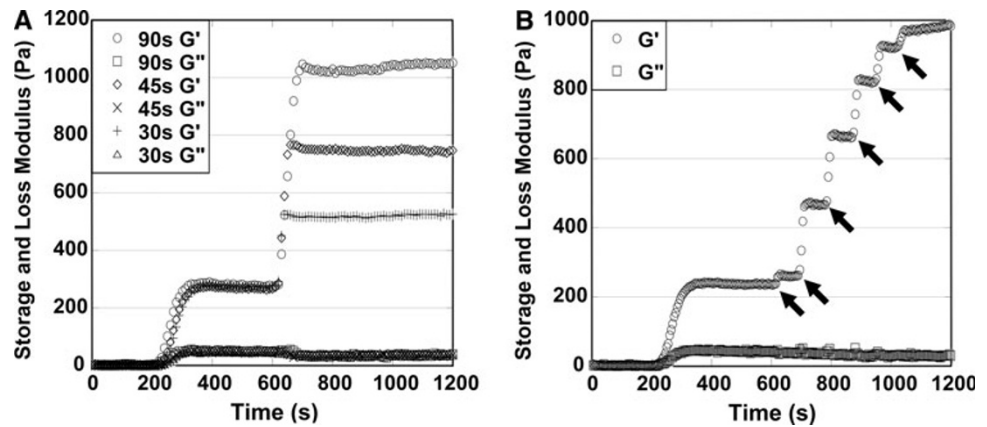 A
Storage and Loss Modulus (Pa)
1200
1000
800
600
400
200
0
90s G'
90s G"
45s G'
45s G"
30s G'
30s G"
0 200 400 600 800 1000 1200
Time (s)
B
Storage and Loss Modulus (Pa)
1000
800
600
400
200
0
G'
G"
0 200 400 600 800 1000 1200
Time (s)